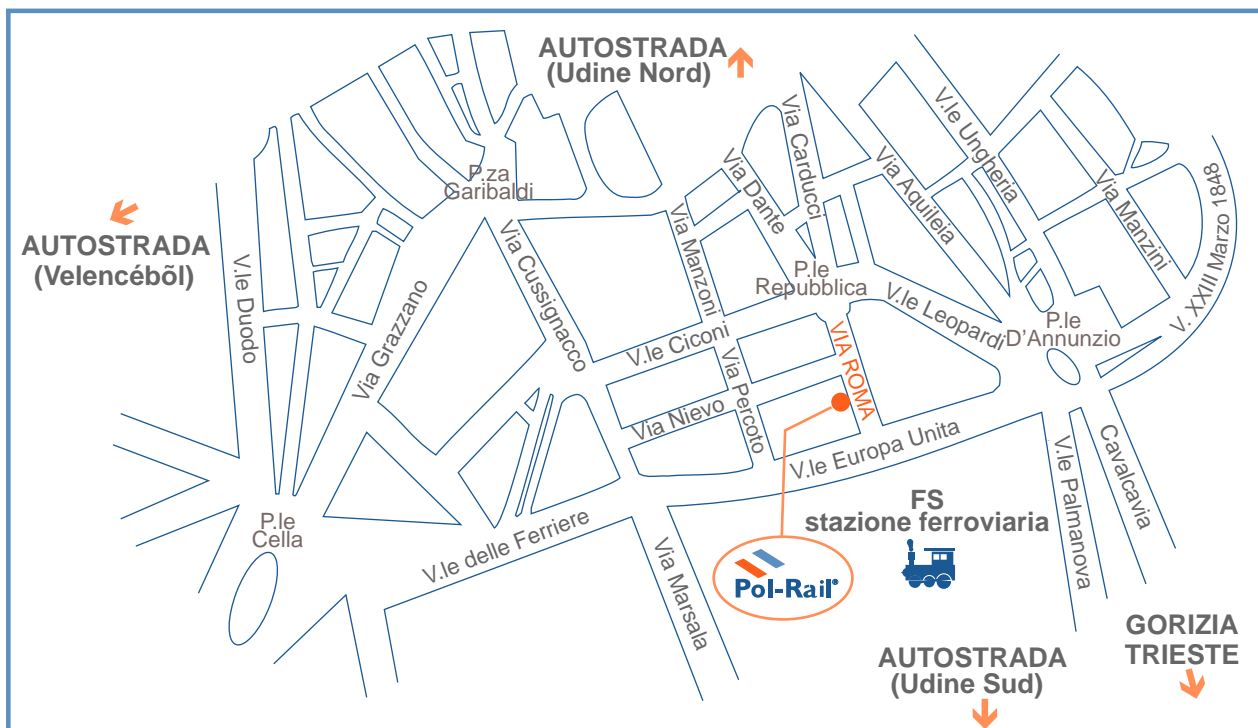 AUTOSTRADA
(Udine Nord)
V.le Ungheria
Via Carducci
P.za
Garibaldi
Via Dante
Via Aquileia
Via Manzini
V. XXIII Marzo 1848
AUTOSTRADA
(Velencébõl)
V.le Duodo
Via Grazzano
Via Cussignacco
Via Manzoni
P.le
Repubblica
V.le Leopardi
P.le
D'Annunzio
V.le Ciconi
VIA ROMA
Via Percoto
Via Nievo
V.le Europa Unita
V.le Palmanova
Cavalcavia
FS
stazione ferroviaria
P.le
Cella
V.le delle Ferriere
Via Marsala
Pol-Rail®
GORIZIA
TRIESTE
AUTOSTRADA
(Udine Sud)